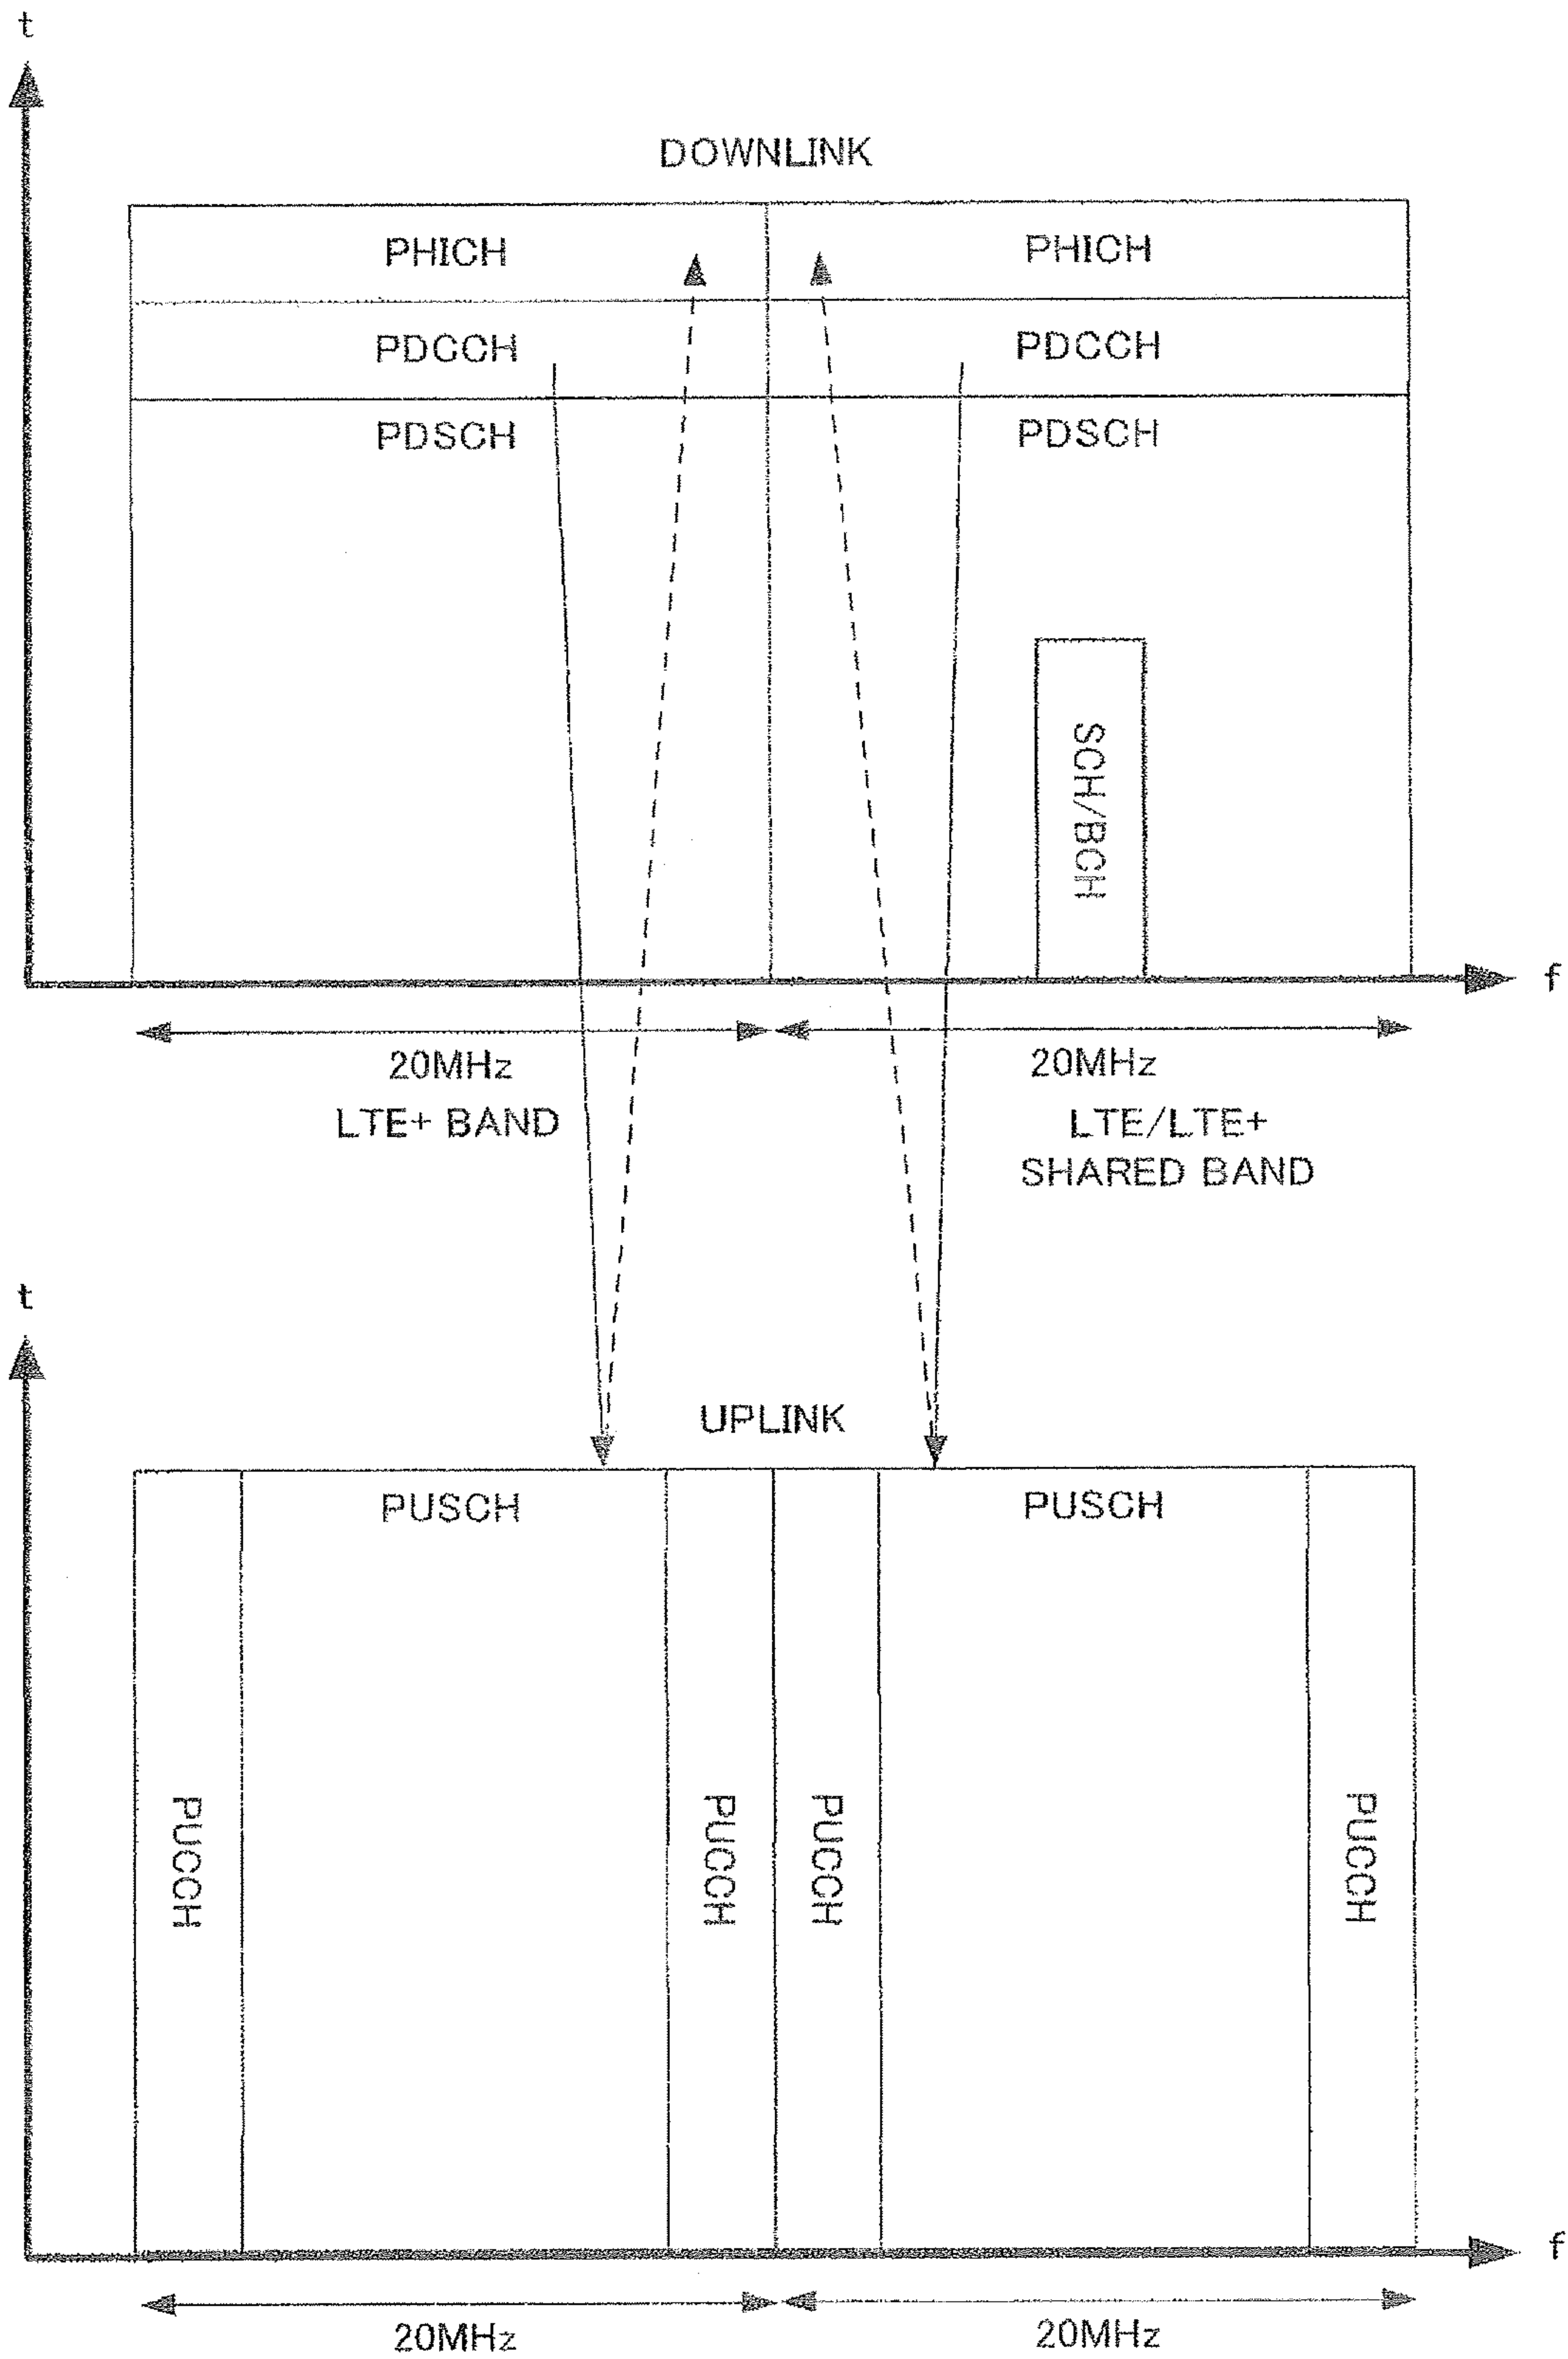 t
DOWNLINK
PHICH
PHICH
PDCCH
PDCCH
PDSCH
PDSCH
SCH/BCH
f
20MHz
20MHz
LTE+ BAND
LTE/LTE+
SHARED BAND
t
UPLINK
PUSCH
PUSCH
PUCCH
PUCCH
PUCCH
PUCCH
f
20MHz
20MHz